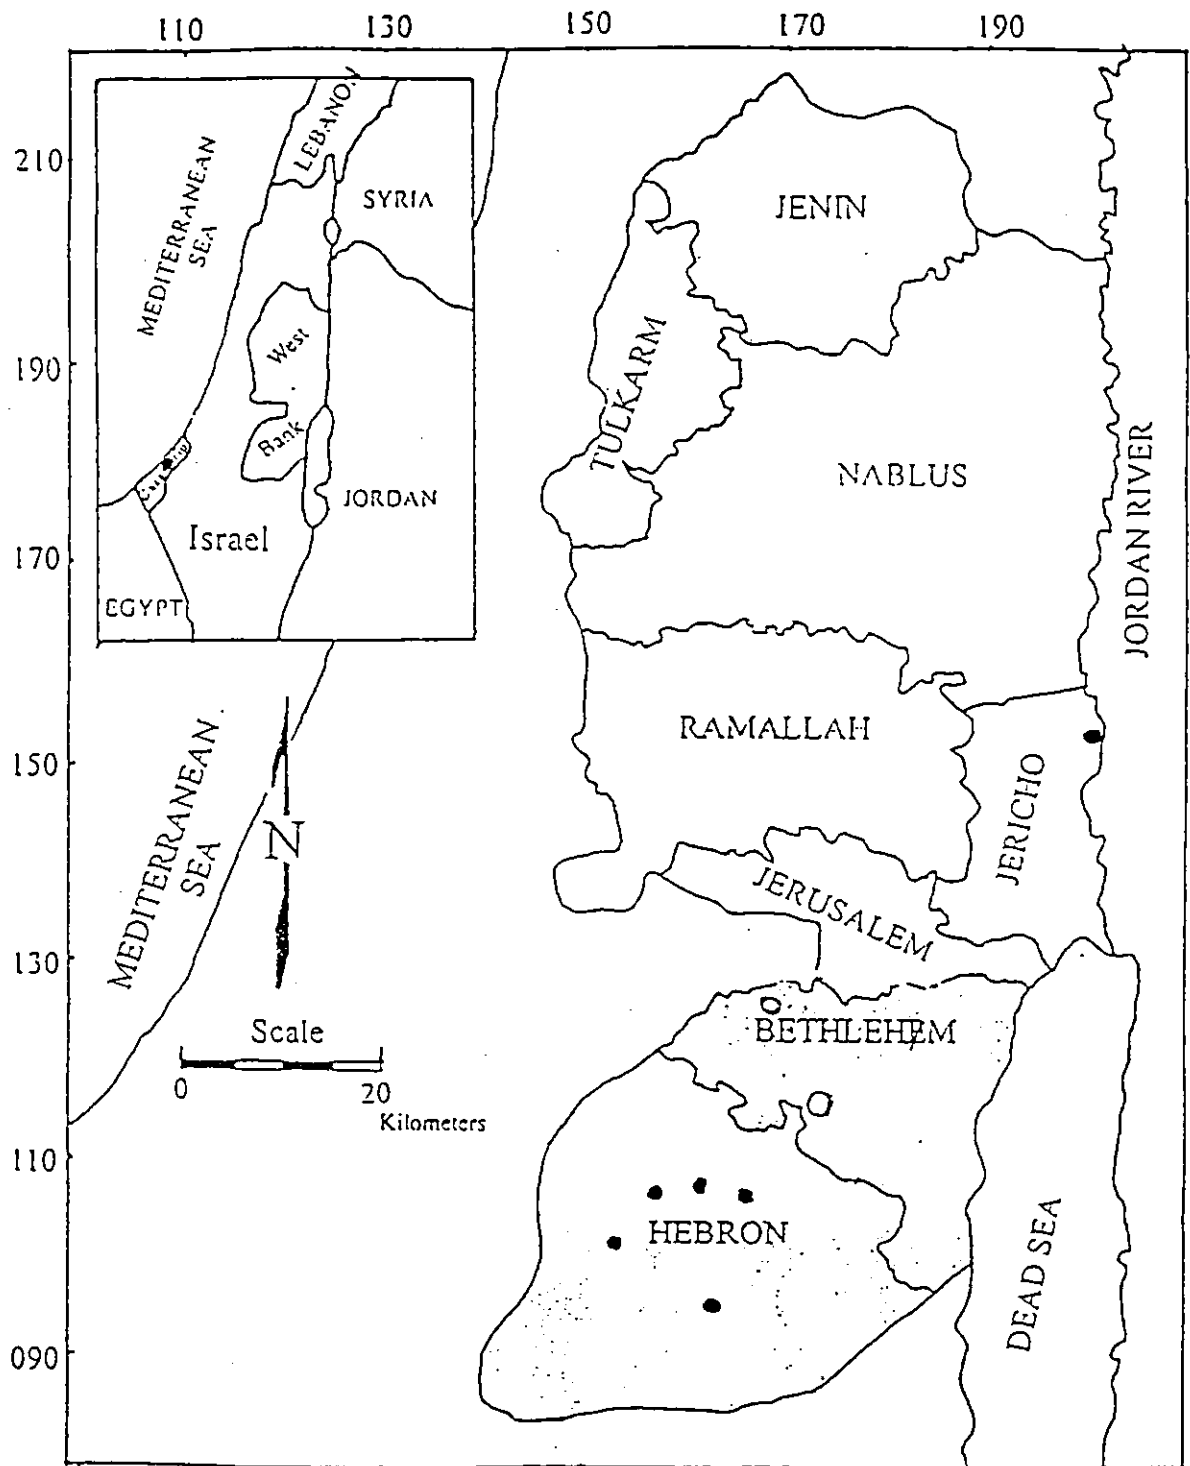 110 130 150 170 190
210
190
170
150
130
110
090
LEBANON
SYRIA
MEDITERRANEAN
SEA
West
Bank
JORDAN
Israel
EGYPT
JENIN
TULKARM
NABLUS
JORDAN RIVER
RAMALLAH
JERICHO
JERUSALEM
BETHLEHEM
HEBRON
DEAD SEA
MEDITERRANEAN
SEA
N
Scale
0 20
Kilometers